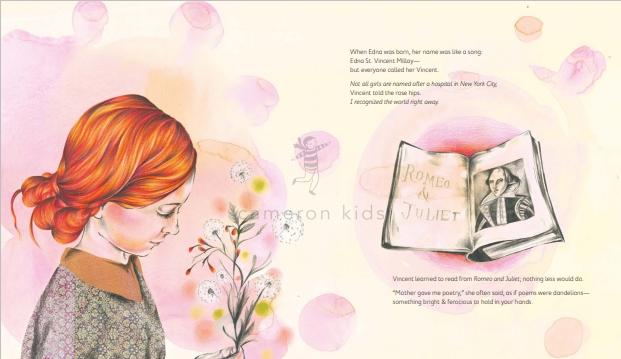 When Edna was born, her name was like a song:
Edna St. Vincent Millay—
but everyone called her Vincent.
Not all girls are named after a hospital in New York City,
Vincent told the rose hips.
I recognized the world right away.
ROMEO
&
JULIET
cameron kids
Vincent learned to read from Romeo and Juliet; nothing less would do.
“Mother gave me poetry,” she often said, as if poems were dandelions—
something bright & ferocious to hold in your hands.